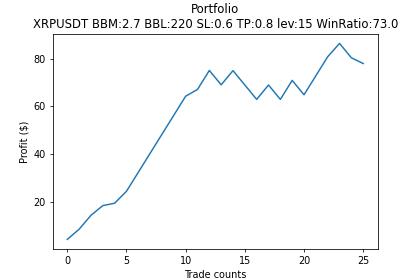 Portfolio
XRPUSDT BBM:2.7 BBL:220 SL:0.6 TP:0.8 lev:15 WinRatio:73.0
Profit ($)
80
60
40
20
0 5 10 15 20 25
Trade counts